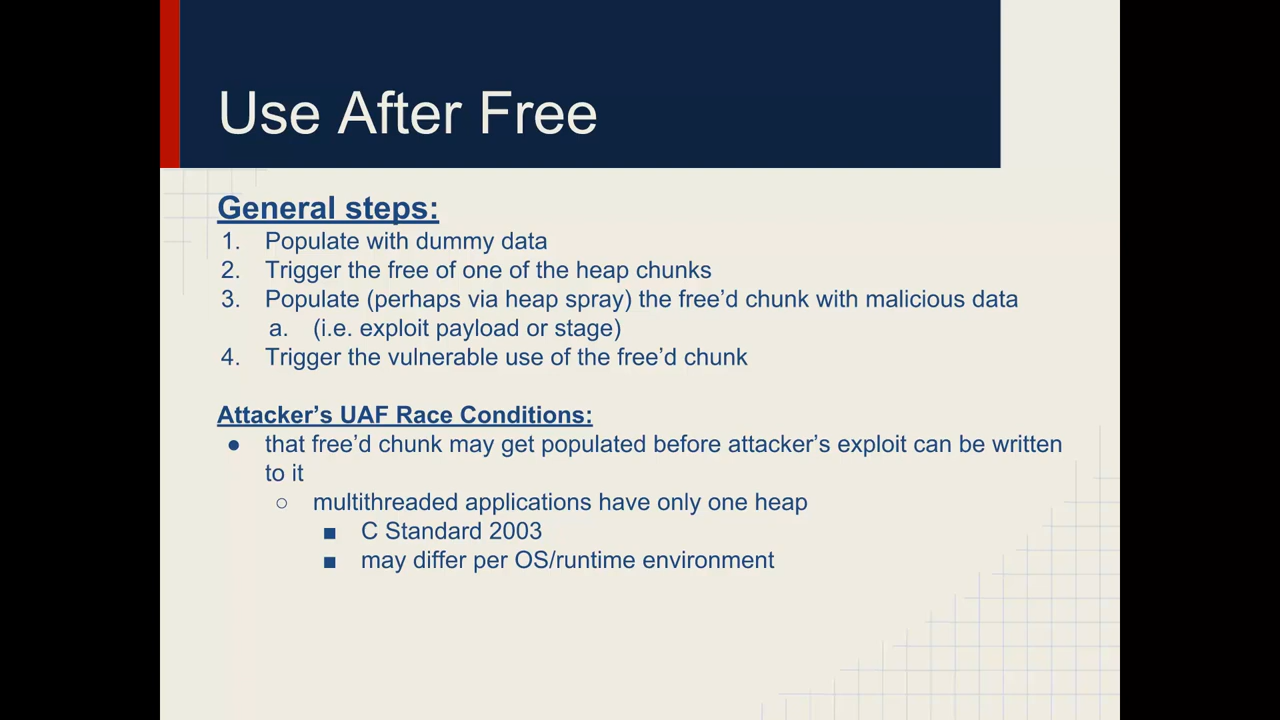 Use After Free
General steps:
1. Populate with dummy data
2. Trigger the free of one of the heap chunks
3. Populate (perhaps via heap spray) the free’d chunk with malicious data
a. (i.e. exploit payload or stage)
4. Trigger the vulnerable use of the free’d chunk
Attacker’s UAF Race Conditions:
● that free’d chunk may get populated before attacker’s exploit can be written
to it
○ multithreaded applications have only one heap
■ C Standard 2003
■ may differ per OS/runtime environment